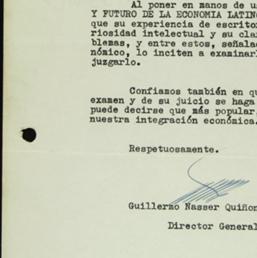 Al poner en manos de u
Y FUTURO DE LA ECONOMIA LATIN
que su experiencia de escrito
riosidad intelectual y su cla
blemas, y entre estos, señala
nómico, lo inciten a examinar
juzgarlo.
Confiamos también en qu
examen y de su juicio se haga
puede decirse que más popular
nuestra integración económica.
Respetuosamente.
Guillermo Nasser Quiñon
Director General